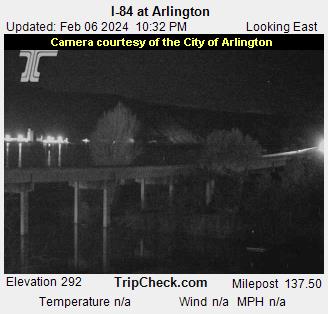 I-84 at Arlington
Updated: Feb 06 2024 10:32 PM Looking East
Camera courtesy of the City of Arlington
Elevation 292 TripCheck.com Milepost 137.50
Temperature n/a Wind n/a MPH n/a